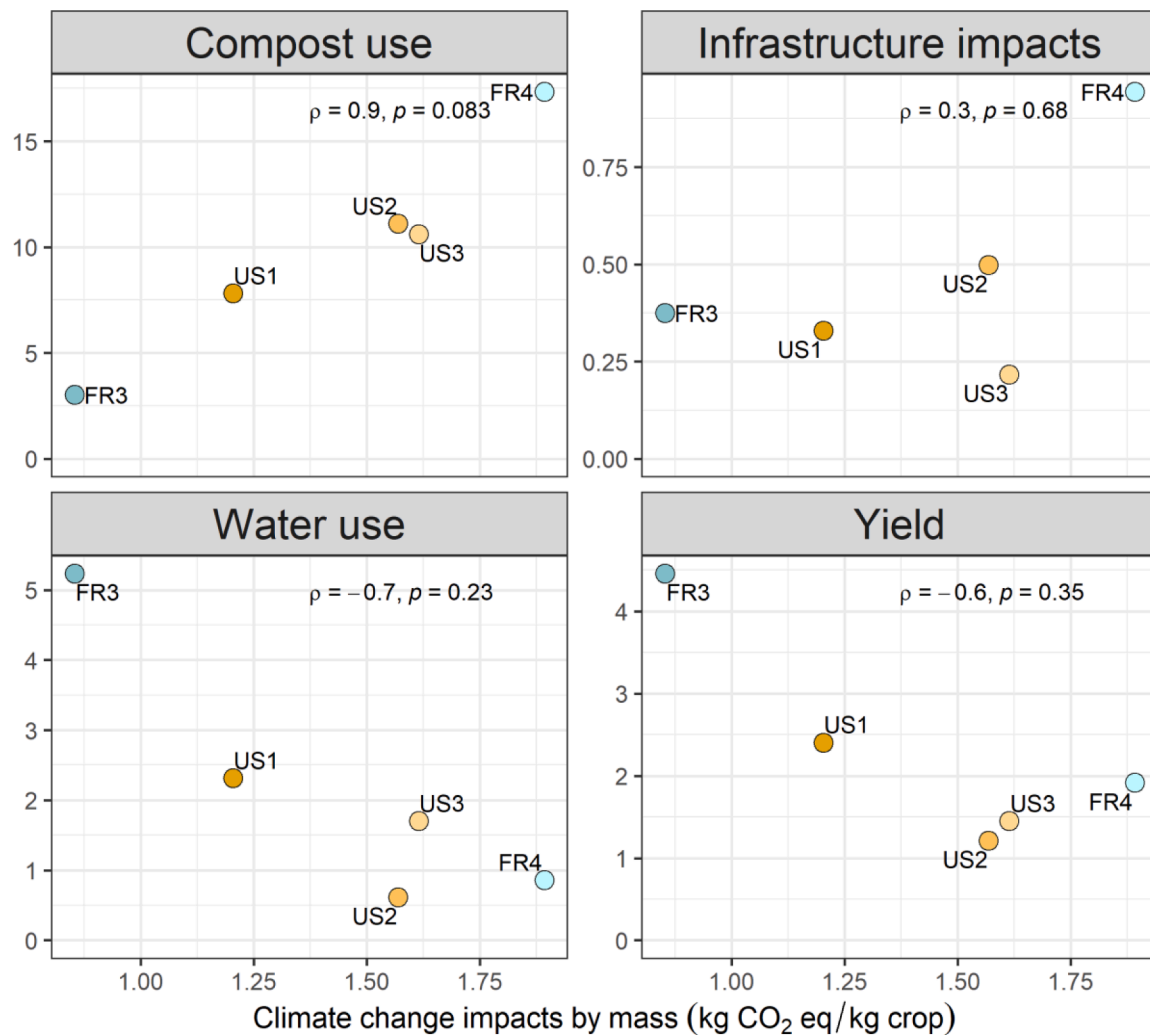 Compost use
FR4
ρ = 0.9, p = 0.083
15
US2
10
US3
US1
5
FR3
0
Infrastructure impacts
FR4
ρ = 0.3, p = 0.68
0.75
0.50
US2
FR3
US1
0.25
US3
0.00
Water use
5
FR3
ρ = −0.7, p = 0.23
4
3
US1
2
US3
1
FR4
US2
0
1.00 1.25 1.50 1.75
Yield
FR3
ρ = −0.6, p = 0.35
4
3
US1
2
US3
FR4
US2
1
0
1.00 1.25 1.50 1.75
Climate change impacts by mass (kg CO₂ eq/kg crop)